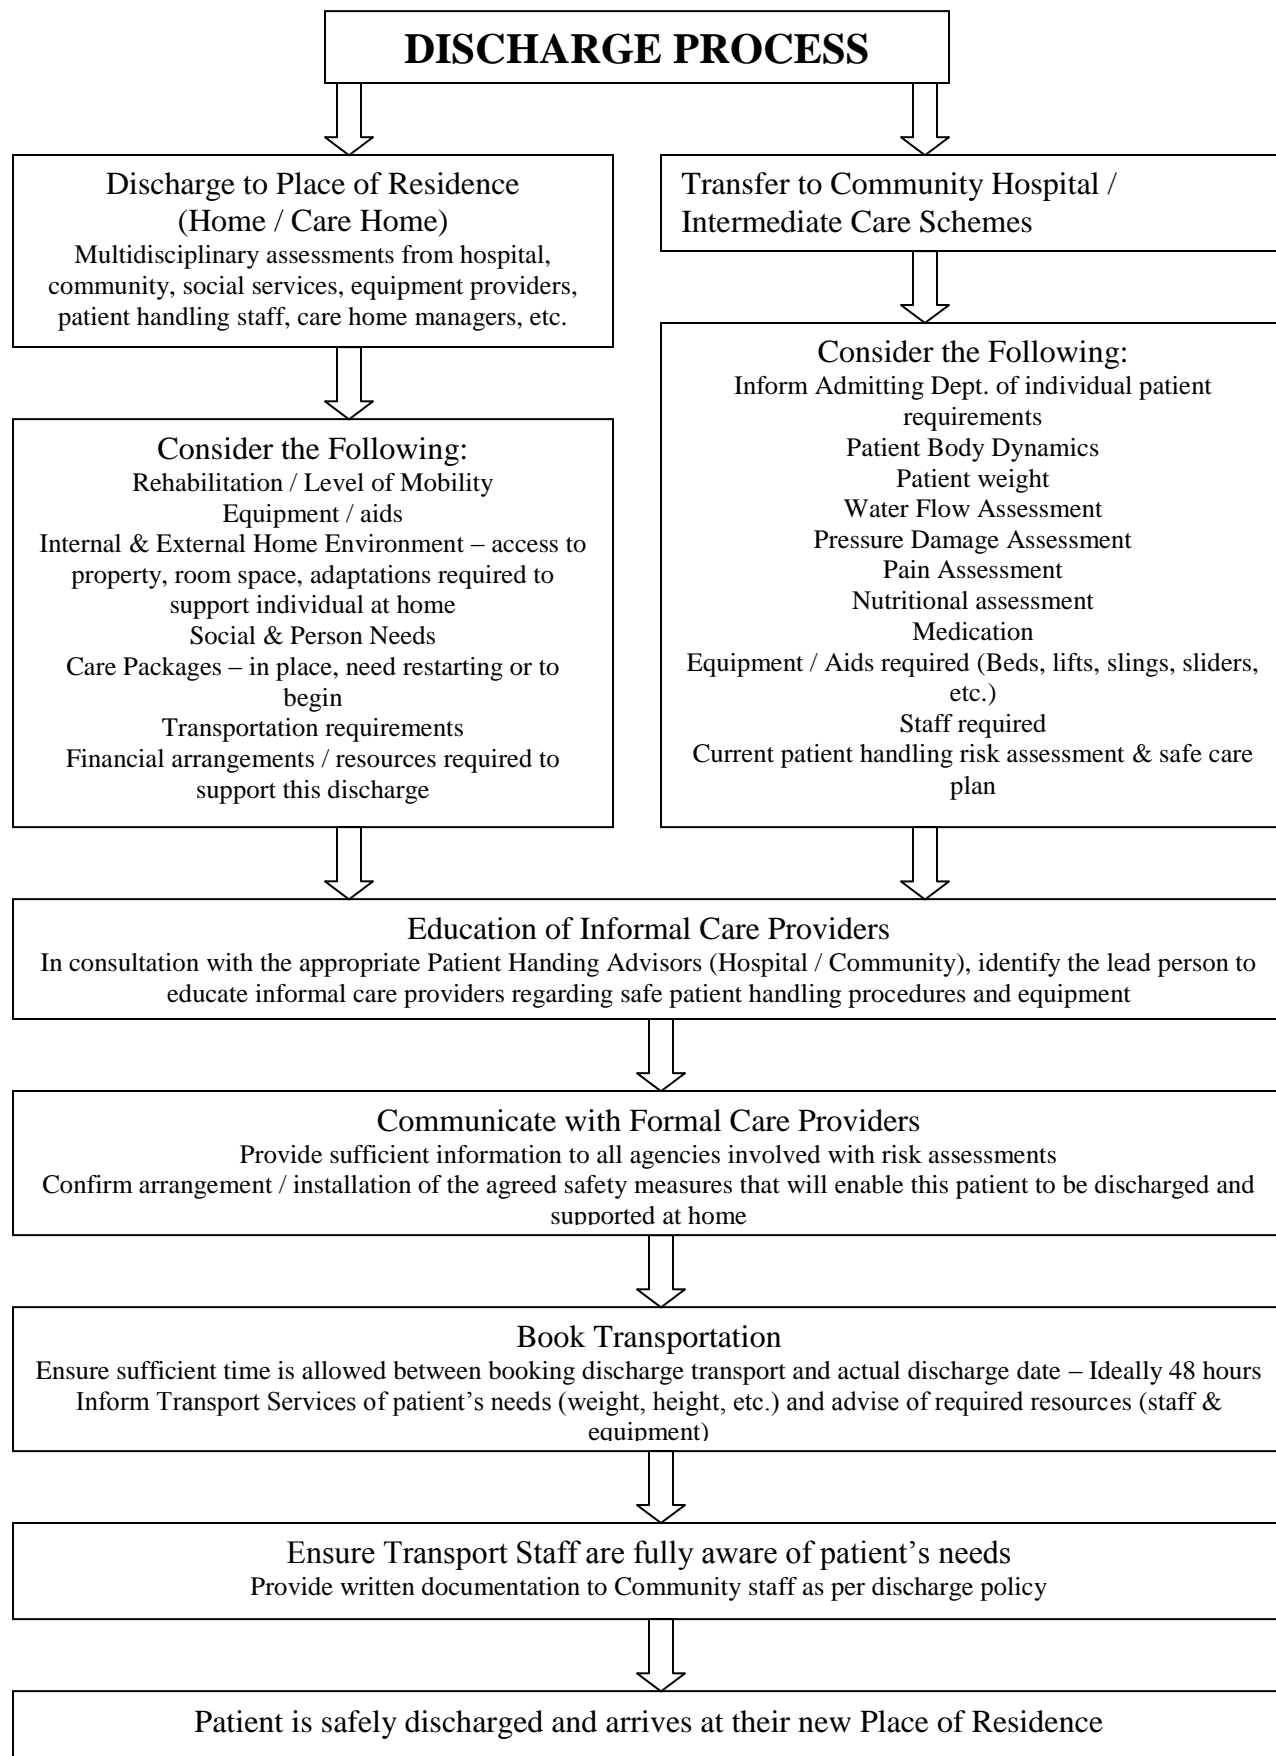 DISCHARGE PROCESS
Discharge to Place of Residence
(Home / Care Home)
Multidisciplinary assessments from hospital,
community, social services, equipment providers,
patient handling staff, care home managers, etc.
Consider the Following:
Rehabilitation / Level of Mobility
Equipment / aids
Internal & External Home Environment – access to
property, room space, adaptations required to
support individual at home
Social & Person Needs
Care Packages – in place, need restarting or to
begin
Transportation requirements
Financial arrangements / resources required to
support this discharge
Transfer to Community Hospital /
Intermediate Care Schemes
Consider the Following:
Inform Admitting Dept. of individual patient
requirements
Patient Body Dynamics
Patient weight
Water Flow Assessment
Pressure Damage Assessment
Pain Assessment
Nutritional assessment
Medication
Equipment / Aids required (Beds, lifts, slings, sliders,
etc.)
Staff required
Current patient handling risk assessment & safe care
plan
Education of Informal Care Providers
In consultation with the appropriate Patient Handing Advisors (Hospital / Community), identify the lead person to
educate informal care providers regarding safe patient handling procedures and equipment
Communicate with Formal Care Providers
Provide sufficient information to all agencies involved with risk assessments
Confirm arrangement / installation of the agreed safety measures that will enable this patient to be discharged and
supported at home
Book Transportation
Ensure sufficient time is allowed between booking discharge transport and actual discharge date – Ideally 48 hours
Inform Transport Services of patient’s needs (weight, height, etc.) and advise of required resources (staff &
equipment)
Ensure Transport Staff are fully aware of patient’s needs
Provide written documentation to Community staff as per discharge policy
Patient is safely discharged and arrives at their new Place of Residence